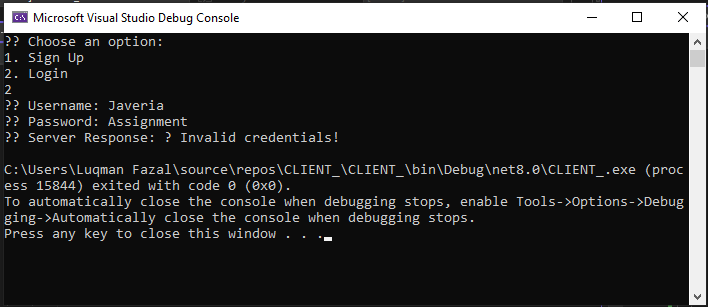 Microsoft Visual Studio Debug Console
?? Choose an option:
1. Sign Up
2. Login
2
?? Username: Javeria
?? Password: Assignment
?? Server Response: ? Invalid credentials!
C:\Users\Luqman Fazal\source\repos\CLIENT_\CLIENT_\bin\Debug\net8.0\CLIENT_.exe (proc
ess 15844) exited with code 0 (0x0).
To automatically close the console when debugging stops, enable Tools->Options->Debug
ging->Automatically close the console when debugging stops.
Press any key to close this window . . .